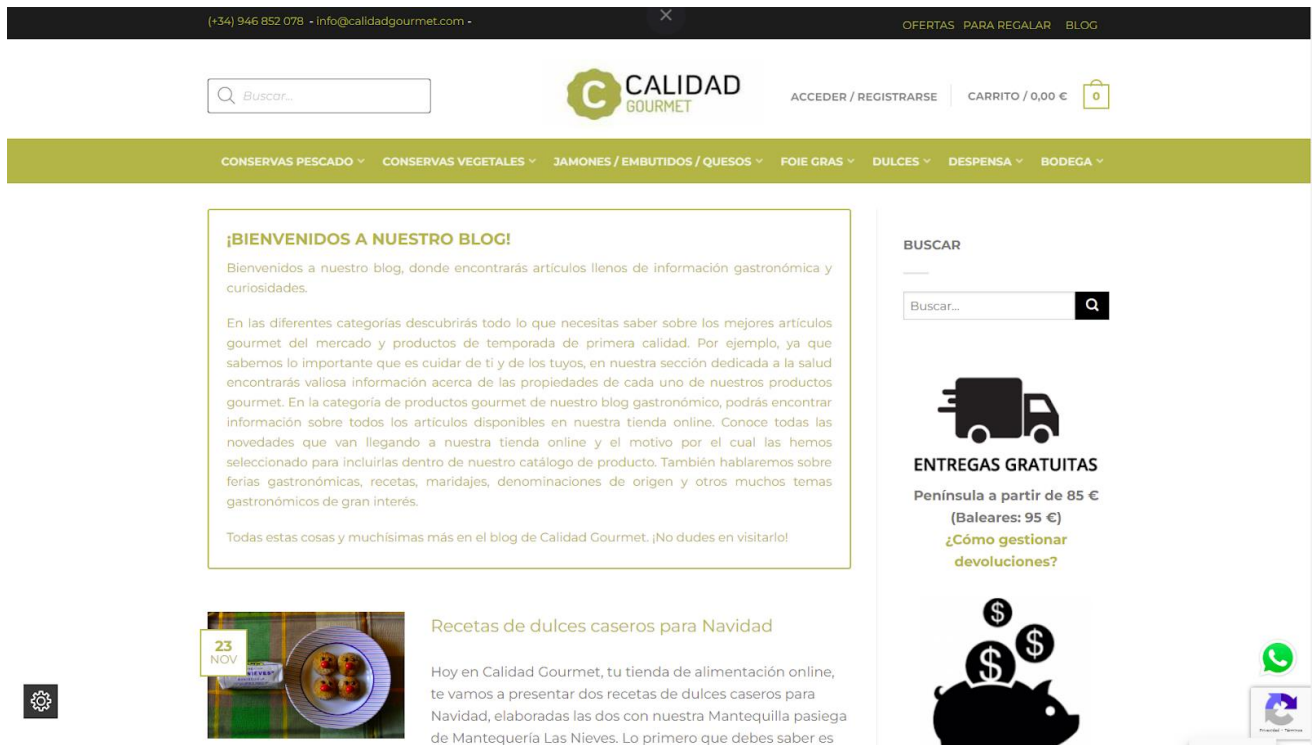 (+34) 946 852 078 - info@calidadgourmet.com -
OFERTAS PARA REGALAR BLOG
Buscar...
CALIDAD
GOURMET
ACCEDER / REGISTRARSE
CARRITO / 0,00 €
0
CONSERVAS PESCADO CONSERVAS VEGETALES JAMONES / EMBUTIDOS / QUESOS FOIE GRAS DULCES DESPENSA BODEGA
¡BIENVENIDOS A NUESTRO BLOG!
Bienvenidos a nuestro blog, donde encontrarás artículos llenos de información gastronómica y
curiosidades.
En las diferentes categorías descubrirás todo lo que necesitas saber sobre los mejores artículos
gourmet del mercado y productos de temporada de primera calidad. Por ejemplo, ya que
sabemos lo importante que es cuidar de ti y de los tuyos, en nuestra sección dedicada a la salud
encontrarás valiosa información acerca de las propiedades de cada uno de nuestros productos
gourmet. En la categoría de productos gourmet de nuestro blog gastronómico, podrás encontrar
información sobre todos los artículos disponibles en nuestra tienda online. Conoce todas las
novedades que van llegando a nuestra tienda online y el motivo por el cual las hemos
seleccionado para incluirlas dentro de nuestro catálogo de producto. También hablaremos sobre
ferias gastronómicas, recetas, maridajes, denominaciones de origen y otros muchos temas
gastronómicos de gran interés.
Todas estas cosas y muchísimas más en el blog de Calidad Gourmet. ¡No dudes en visitarlo!
BUSCAR
Buscar...
ENTREGAS GRATUITAS
Península a partir de 85 €
(Baleares: 95 €)
¿Cómo gestionar
devoluciones?
23
NOV
Recetas de dulces caseros para Navidad
Hoy en Calidad Gourmet, tu tienda de alimentación online,
te vamos a presentar dos recetas de dulces caseros para
Navidad, elaboradas las dos con nuestra Mantequilla pasiega
de Mantequería Las Nieves. Lo primero que debes saber es
Privacidad - Términos